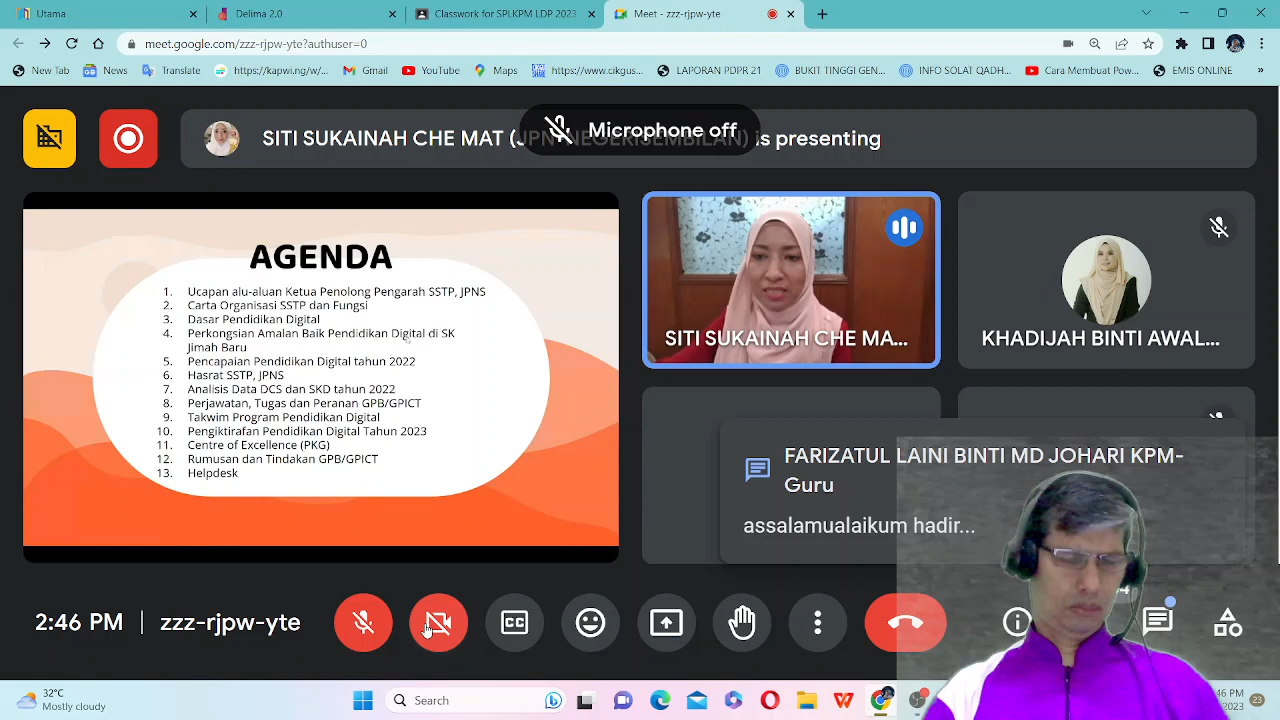 Utama
Delima 2.0
Classwork for SPLKPM LDP 2023
Meet - zzz-rjpw-yte
meet.google.com/zzz-rjpw-yte?authuser=0
New Tab
News
Translate
https://kapwing.ng/w...
Gmail
YouTube
Maps
https://www.cikgus...
LAPORAN PDPR 21
BUKIT TINGGI GEN...
INFO SOLAT QADH...
Cara Membuat Pow...
EMIS ONLINE
»
SITI SUKAINAH CHE MAT (JPN-NEGERISEMBILAN) is presenting
Microphone off
AGENDA
1. Ucapan alu-aluan Ketua Penolong Pengarah SSTP, JPNS
2. Carta Organisasi SSTP dan Fungsi
3. Dasar Pendidikan Digital
4. Perkongsian Amalan Baik Pendidikan Digital di SK
Jimah Baru
5. Pencapaian Pendidikan Digital tahun 2022
6. Hasrat SSTP, JPNS
7. Analisis Data DCS dan SKD tahun 2022
8. Perjawatan, Tugas dan Peranan GPB/GPICT
9. Takwim Program Pendidikan Digital
10. Pengiktirafan Pendidikan Digital Tahun 2023
11. Centre of Excellence (PKG)
12. Rumusan dan Tindakan GPB/GPICT
13. Helpdesk
SITI SUKAINAH CHE MA...
KHADIJAH BINTI AWAL...
FARIZATUL LAINI BINTI MD JOHARI KPM-
Guru
assalamualaikum hadir...
2:46 PM
zzz-rjpw-yte
CC
32°C
Mostly cloudy
Search
46 PM
2023
23